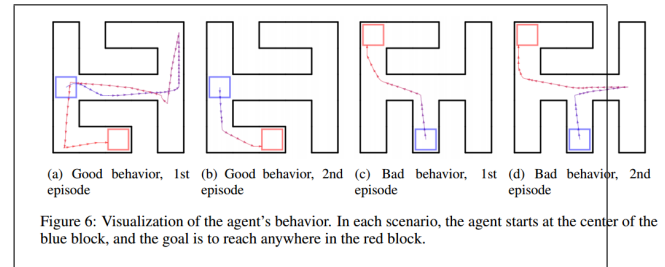 (a) Good behavior, 1st (b) Good behavior, 2nd (c) Bad behavior, 1st (d) Bad behavior, 2nd
episode episode episode episode
Figure 6: Visualization of the agent's behavior. In each scenario, the agent starts at the center of the
blue block, and the goal is to reach anywhere in the red block.